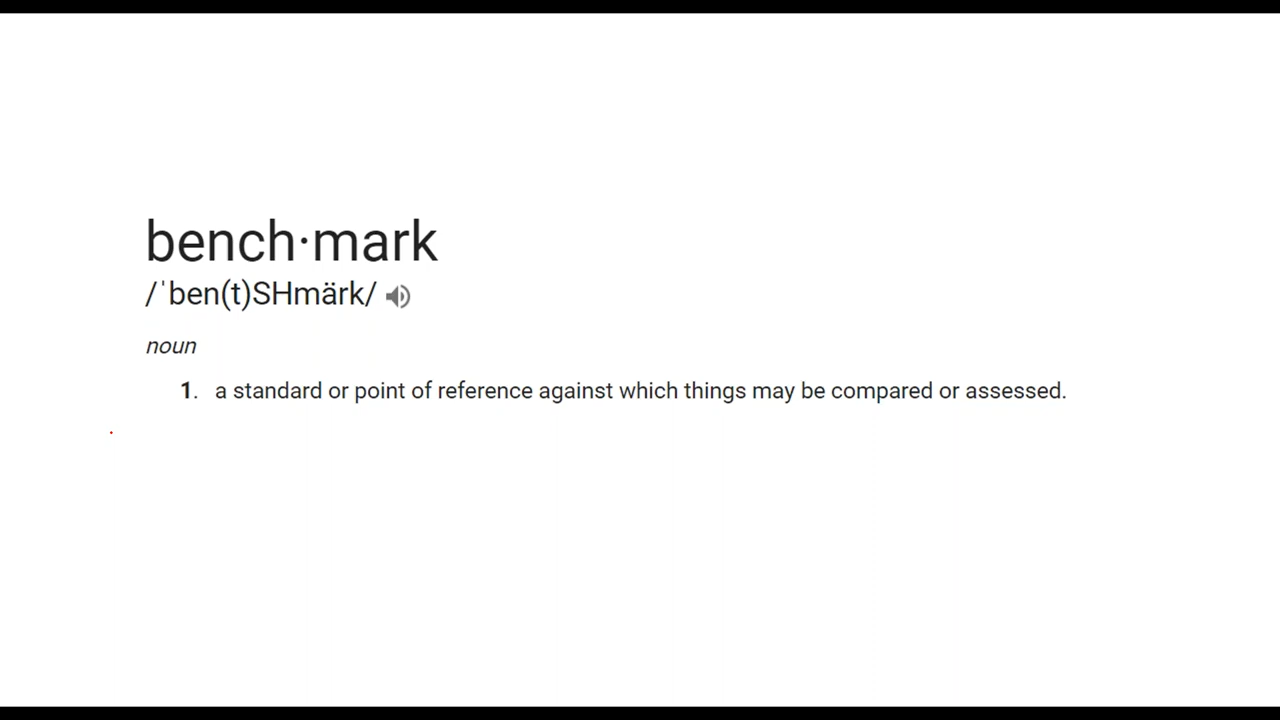 bench·mark
/ˈben(t)SHmärk/
noun
1. a standard or point of reference against which things may be compared or assessed.